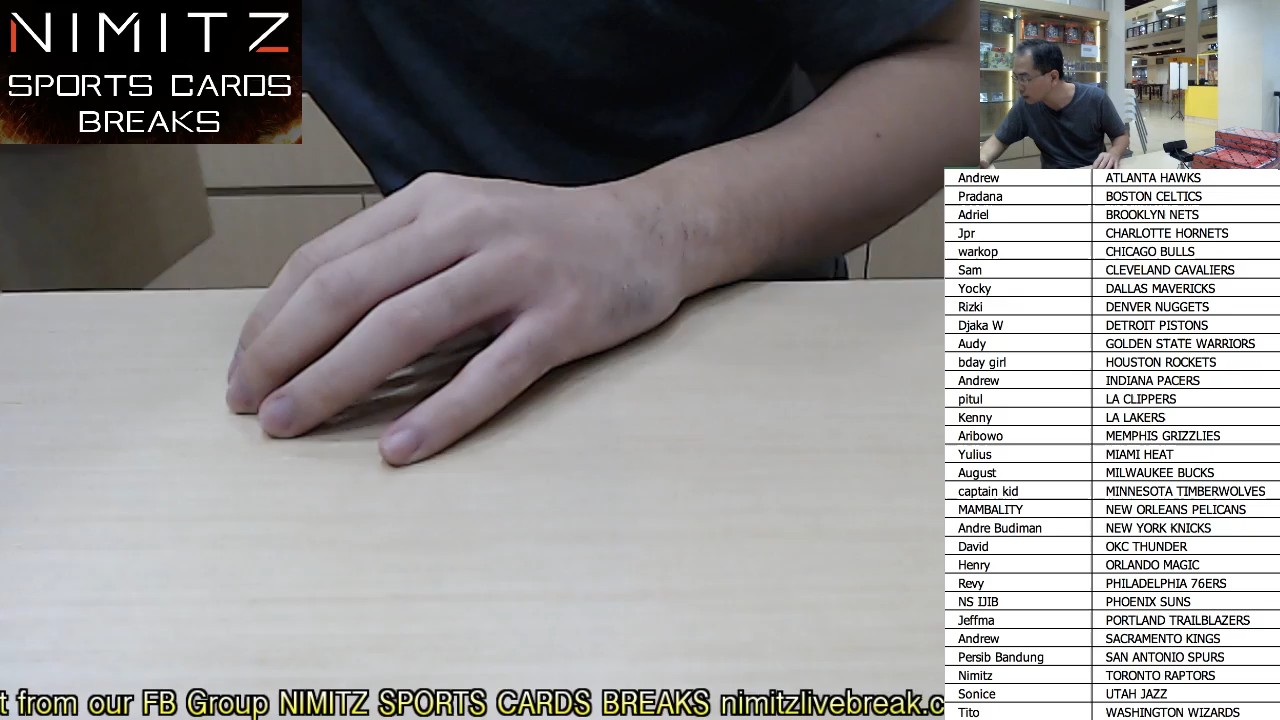 NIMITZ
SPORTS CARDS
BREAKS
Andrew ATLANTA HAWKS
Pradana BOSTON CELTICS
Adriel BROOKLYN NETS
Jpr CHARLOTTE HORNETS
warkop CHICAGO BULLS
Sam CLEVELAND CAVALIERS
Yocky DALLAS MAVERICKS
Rizki DENVER NUGGETS
Djaka W DETROIT PISTONS
Audy GOLDEN STATE WARRIORS
bday girl HOUSTON ROCKETS
Andrew INDIANA PACERS
pitul LA CLIPPERS
Kenny LA LAKERS
Aribowo MEMPHIS GRIZZLIES
Yulius MIAMI HEAT
August MILWAUKEE BUCKS
captain kid MINNESOTA TIMBERWOLVES
MAMBALITY NEW ORLEANS PELICANS
Andre Budiman NEW YORK KNICKS
David OKC THUNDER
Henry ORLANDO MAGIC
Revy PHILADELPHIA 76ERS
NS IJIB PHOENIX SUNS
Jeffma PORTLAND TRAILBLAZERS
Andrew SACRAMENTO KINGS
Persib Bandung SAN ANTONIO SPURS
Nimitz TORONTO RAPTORS
Sonice UTAH JAZZ
Tito WASHINGTON WIZARDS
t from our FB Group NIMITZ SPORTS CARDS BREAKS nimitzlivebreak.c